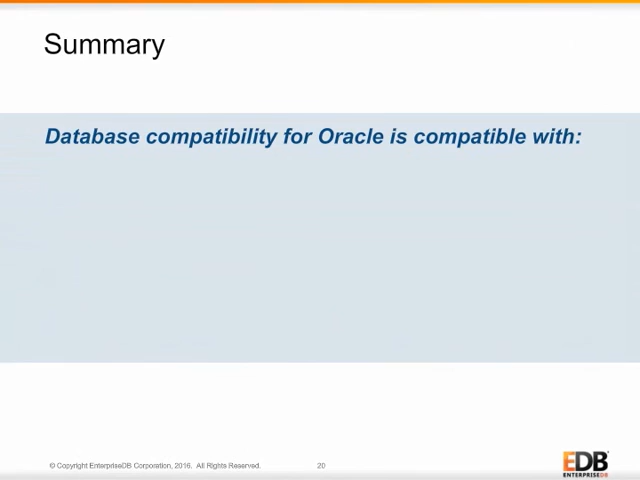 Summary
Database compatibility for Oracle is compatible with:
© Copyright EnterpriseDB Corporation, 2016. All Rights Reserved.
20
EDB
ENTERPRISEDB